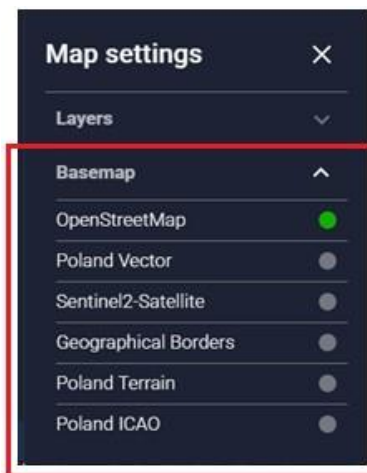 Map settings
Layers
Basemap
OpenStreetMap
Poland Vector
Sentinel2-Satellite
Geographical Borders
Poland Terrain
Poland ICAO